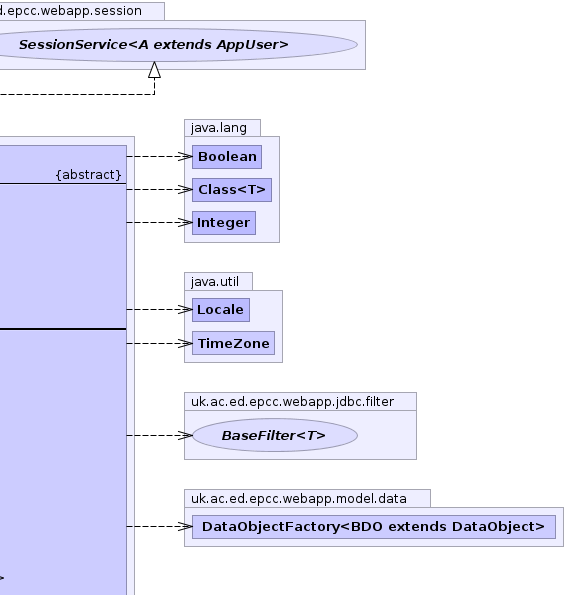 d.epcc.webapp.session
SessionService<A extends AppUser>
java.lang
Boolean
{abstract}
Class<T>
Integer
java.util
Locale
TimeZone
uk.ac.ed.epcc.webapp.jdbc.filter
BaseFilter<T>
uk.ac.ed.epcc.webapp.model.data
DataObjectFactory<BDO extends DataObject>
>